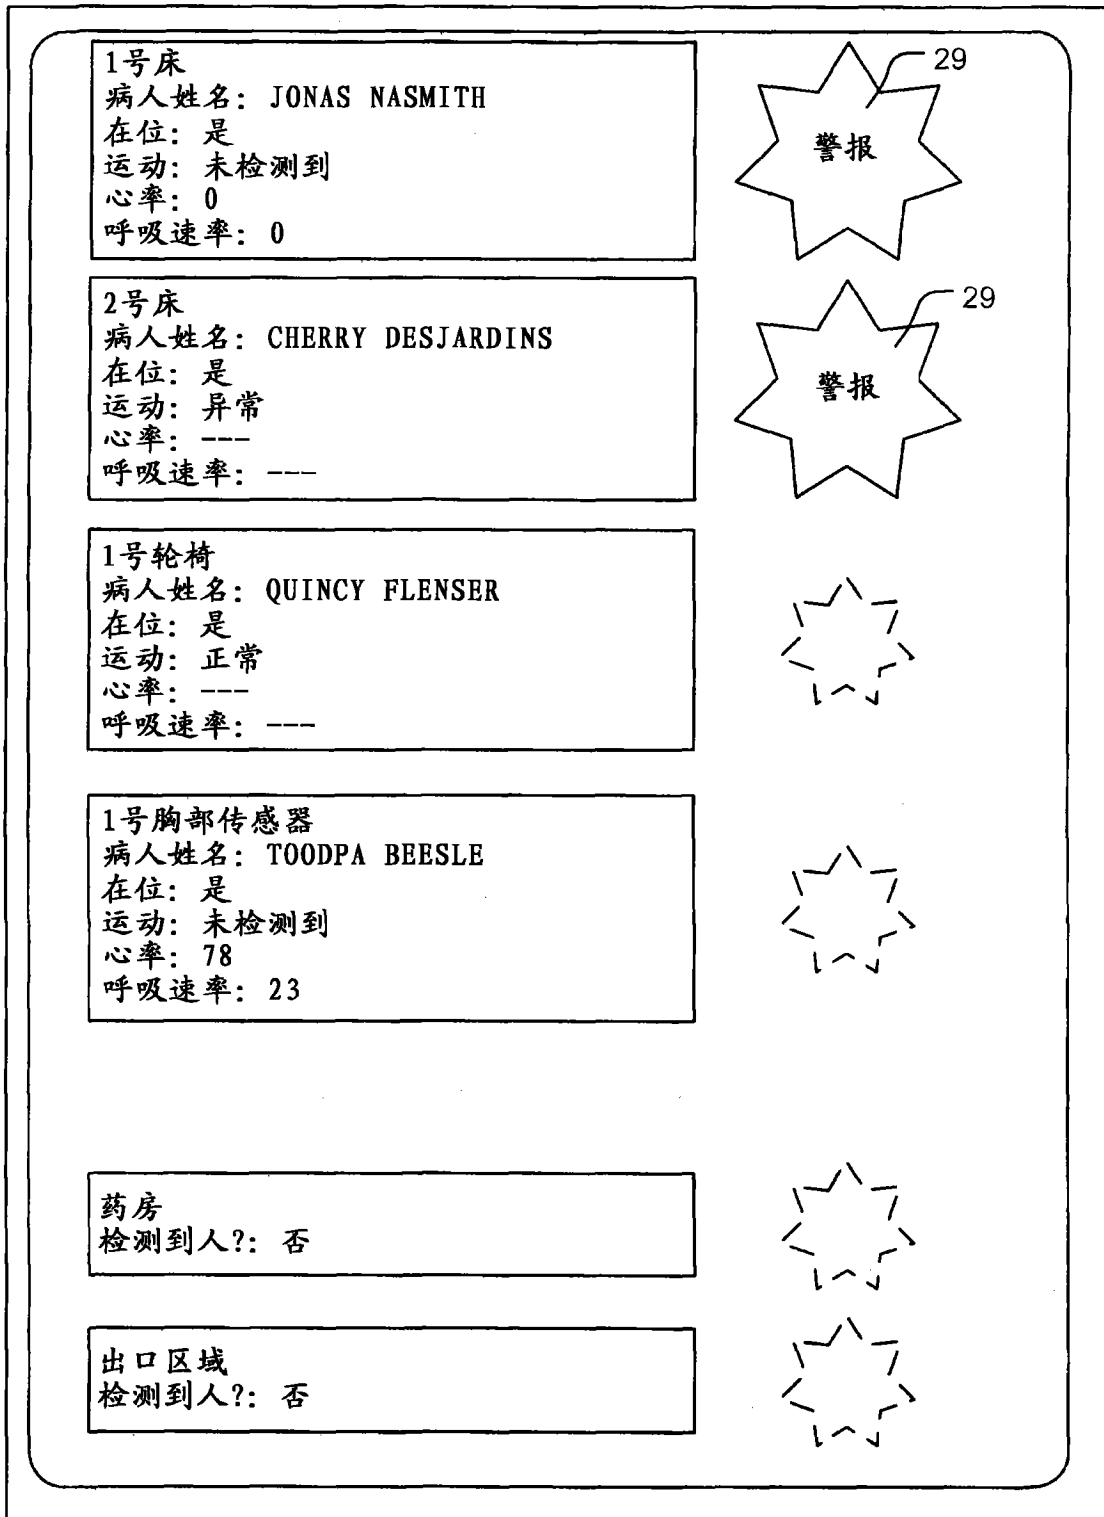 1号床
病人姓名: JONAS NASMITH
在位: 是
运动: 未检测到
心率: 0
呼吸速率: 0
29
警报
2号床
病人姓名: CHERRY DESJARDINS
在位: 是
运动: 异常
心率: ---
呼吸速率: ---
29
警报
1号轮椅
病人姓名: QUINCY FLENSER
在位: 是
运动: 正常
心率: ---
呼吸速率: ---
1号胸部传感器
病人姓名: TOODPA BEESLE
在位: 是
运动: 未检测到
心率: 78
呼吸速率: 23
药房
检测到人?: 否
出口区域
检测到人?: 否